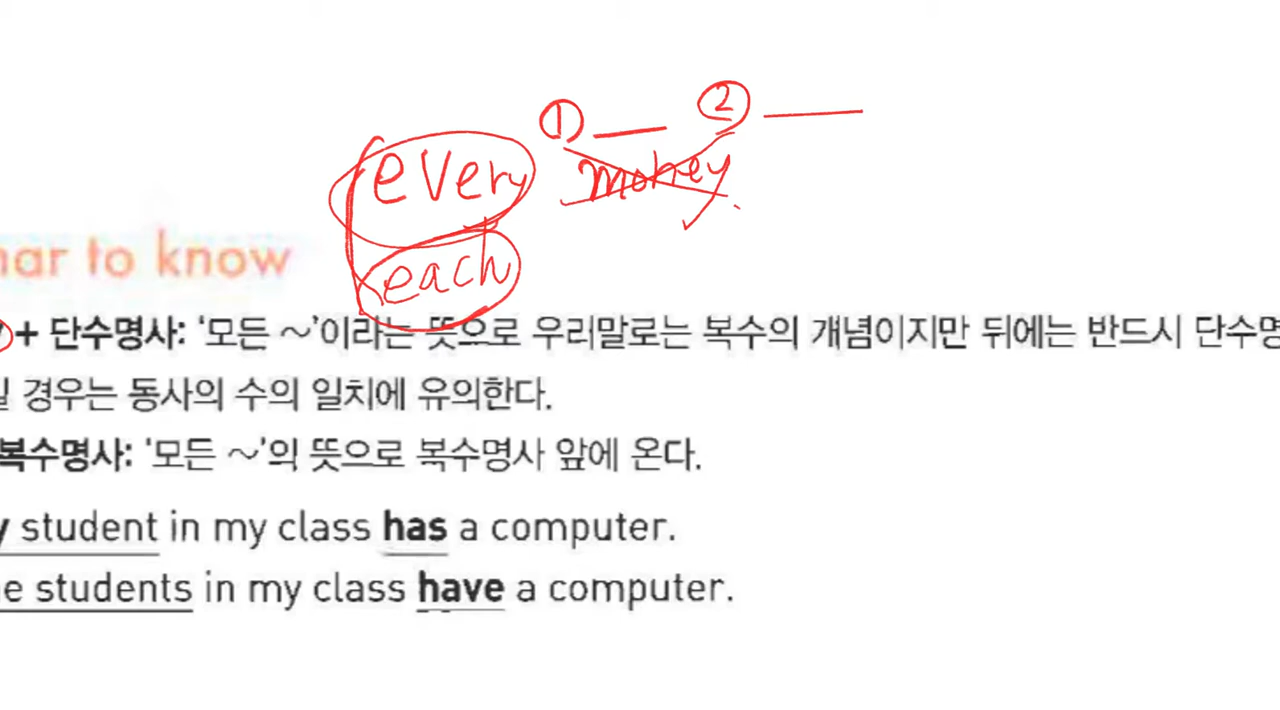 ① ___ ② ___
every money
each
mar to know
+ 단수명사: '모든 ~'이라는 뜻으로 우리말로는 복수의 개념이지만 뒤에는 반드시 단수명
경우는 동사의 수의 일치에 유의한다.
복수명사: '모든 ~'의 뜻으로 복수명사 앞에 온다.
y student in my class has a computer.
e students in my class have a computer.